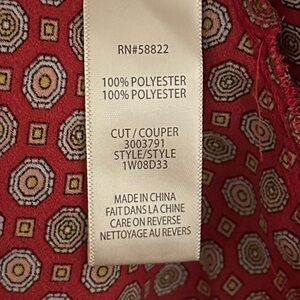 RN#58822
100% POLYESTER
100% POLYESTER
CUT / COUPER
3003791
STYLE/STYLE
1W08D33
MADE IN CHINA
FAIT DANS LA CHINE
CARE ON REVERSE
NETTOYAGE AU REVERS